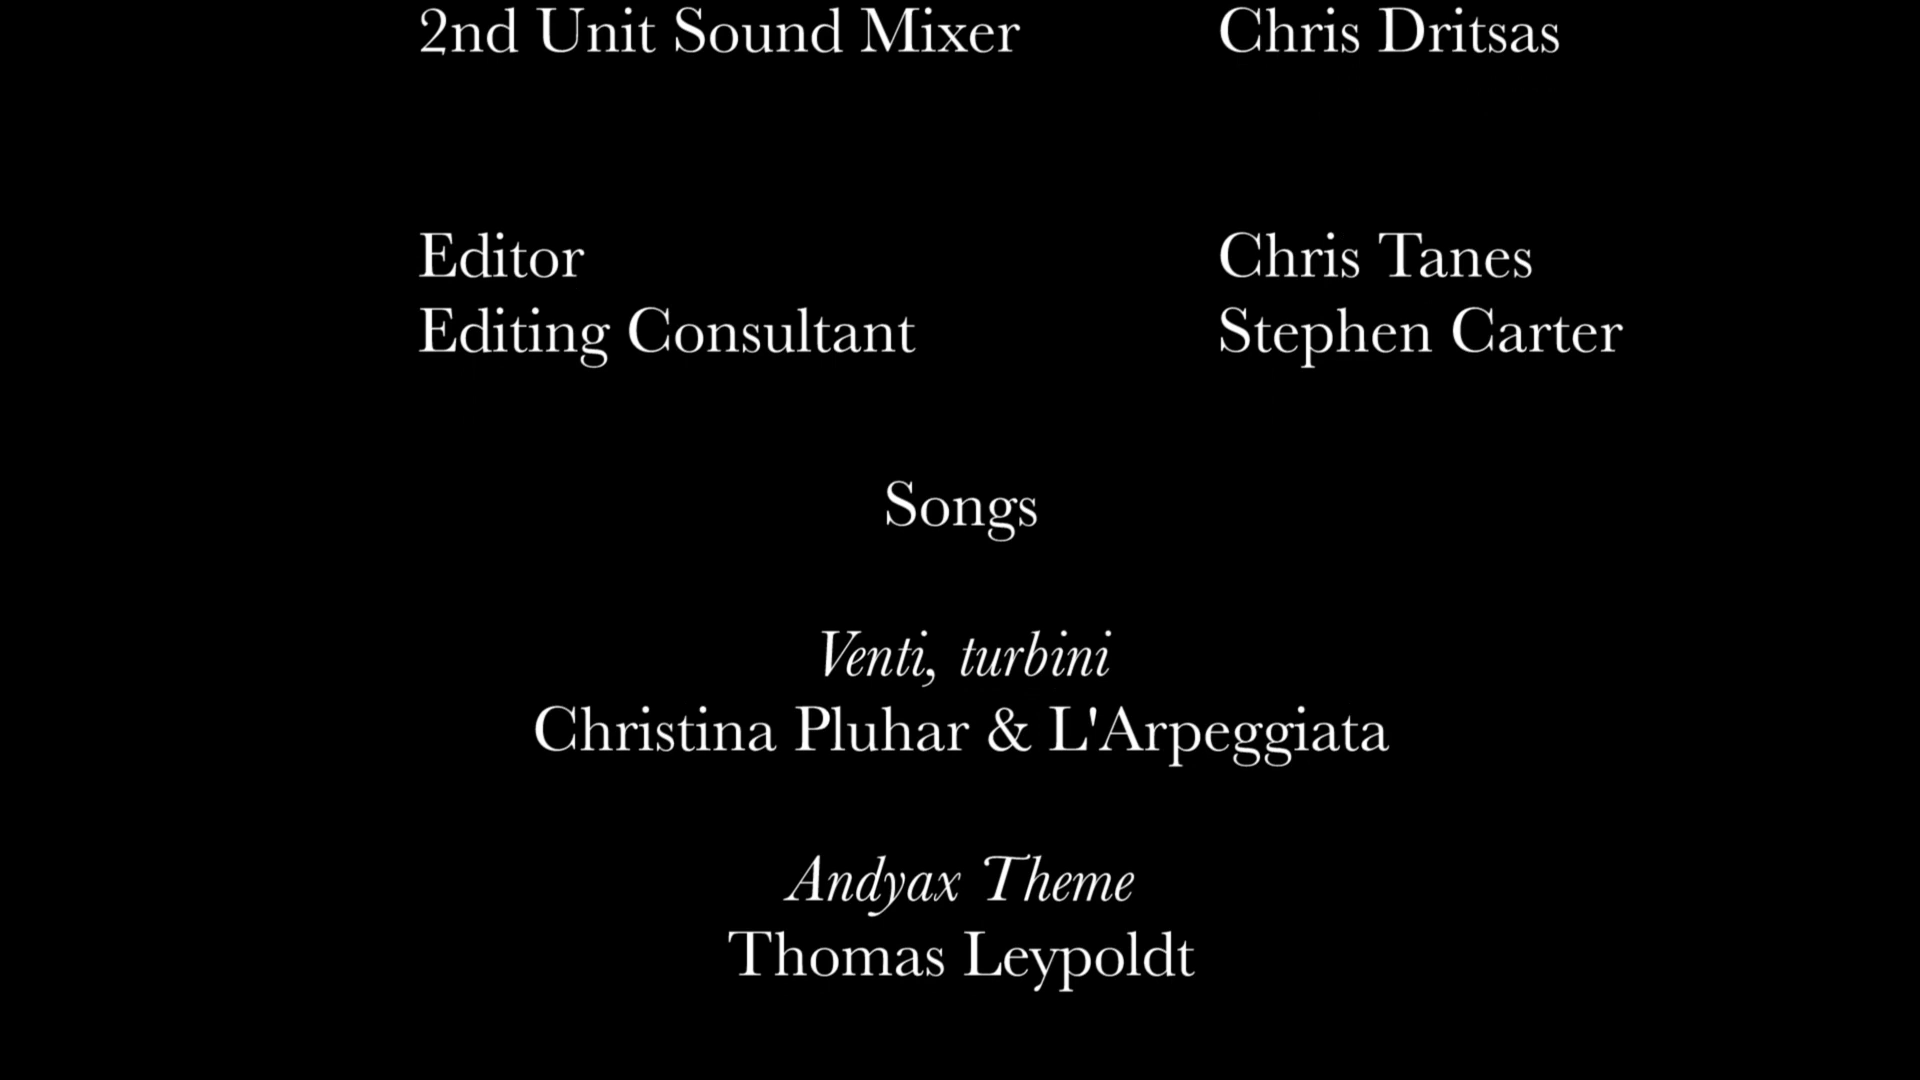 2nd Unit Sound Mixer Chris Dritsas
Editor Chris Tanes
Editing Consultant Stephen Carter
Songs
Venti, turbini
Christina Pluhar & L'Arpeggiata
Andyax Theme
Thomas Leypoldt